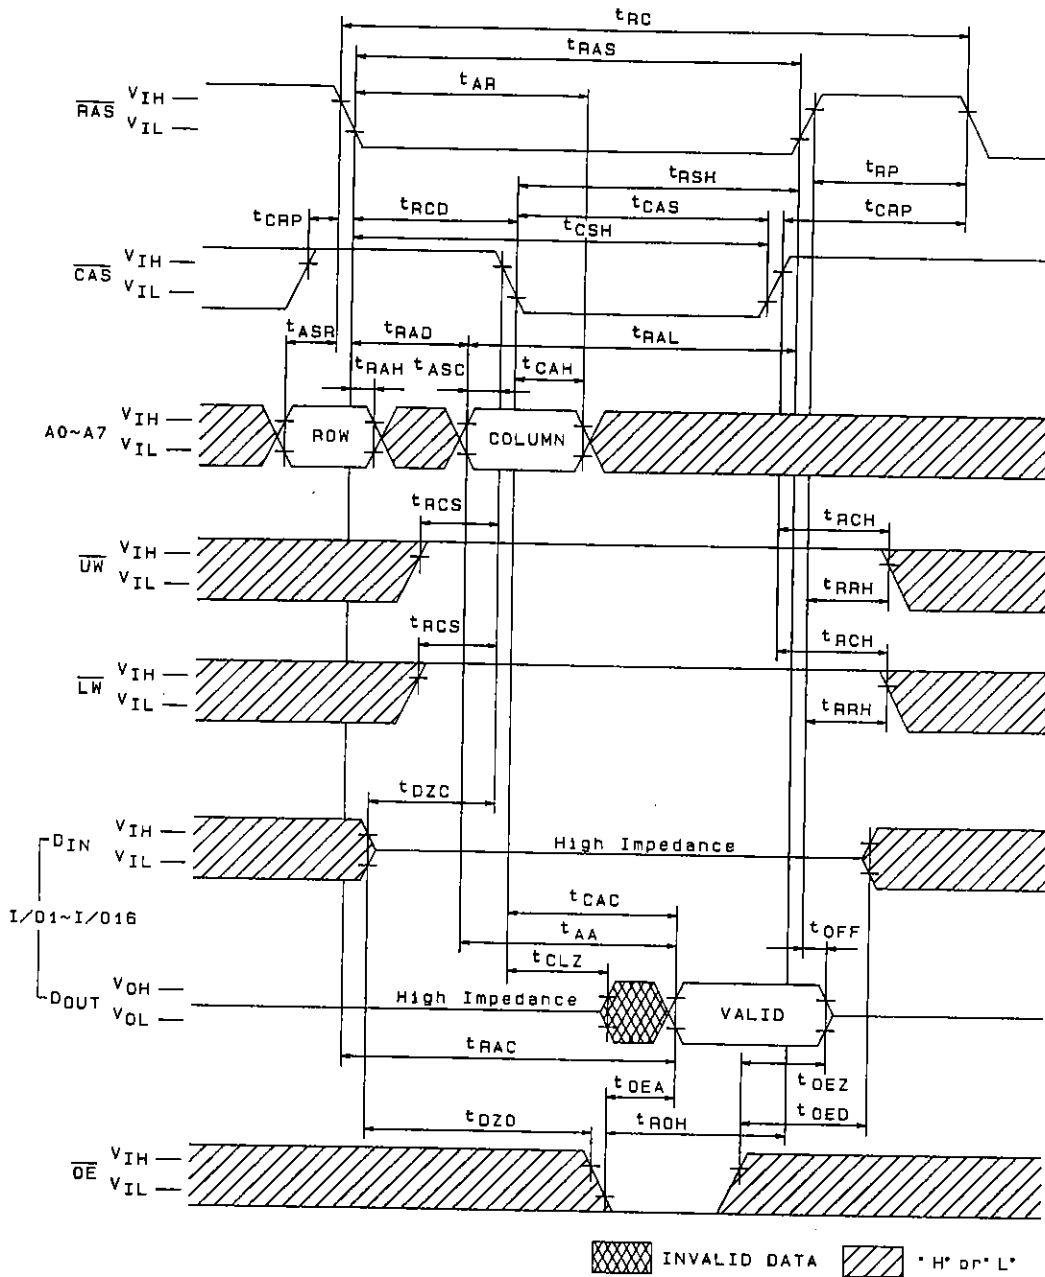 tRC
tRAS
tAR
RAS VIH
VIL
tRSH
tRP
tCRP tRCD tCAS tCRP
tCSH
CAS VIH
VIL
tASR tRAD tRAL
tRAH tASC tCAH
A0~A7 VIH
VIL
ROW COLUMN
tRCS tRCH
UW VIH
VIL
tRRH
tRCS tRCH
LW VIH
VIL
tRRH
tDZC
DIN VIH
VIL
High Impedance
I/O1~I/O16
tCAC
tAA tOFF
tCLZ
DOUT VOH
VOL
High Impedance VALID
tRAC
tOEA tOEZ
tDZO tROH tOED
OE VIH
VIL
INVALID DATA "H" or "L"